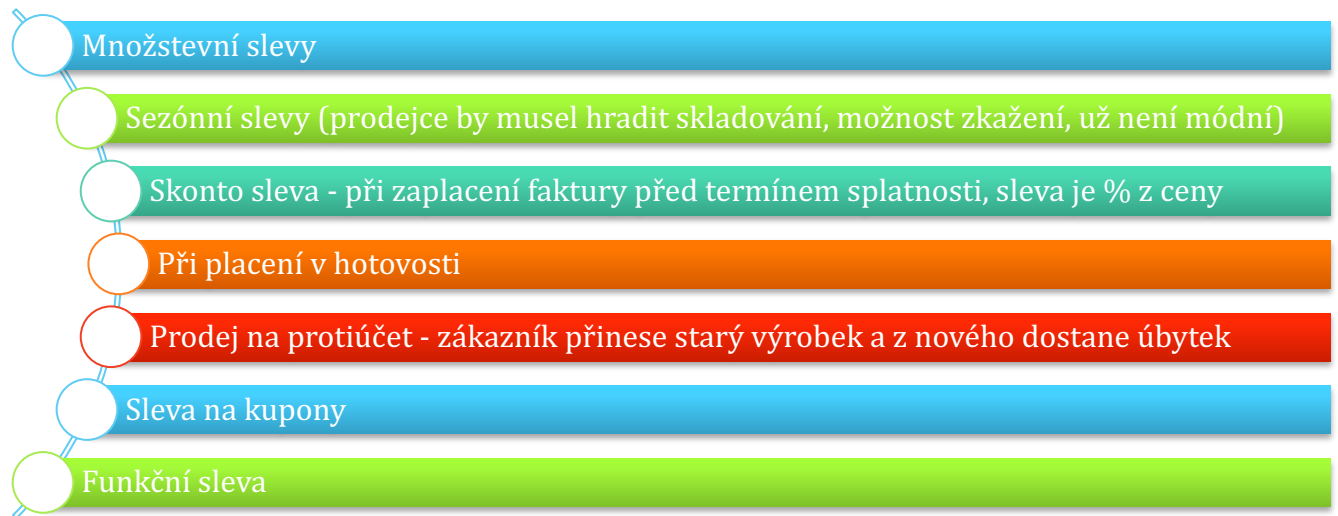 Množstevní slevy
Sezónní slevy (prodejce by musel hradit skladování, možnost zkažení, už není módní)
Skonto sleva - při zaplacení faktury před termínem splatnosti, sleva je % z ceny
Při placení v hotovosti
Prodej na protiúčet - zákazník přinese starý výrobek a z nového dostane úbytek
Sleva na kupony
Funkční sleva